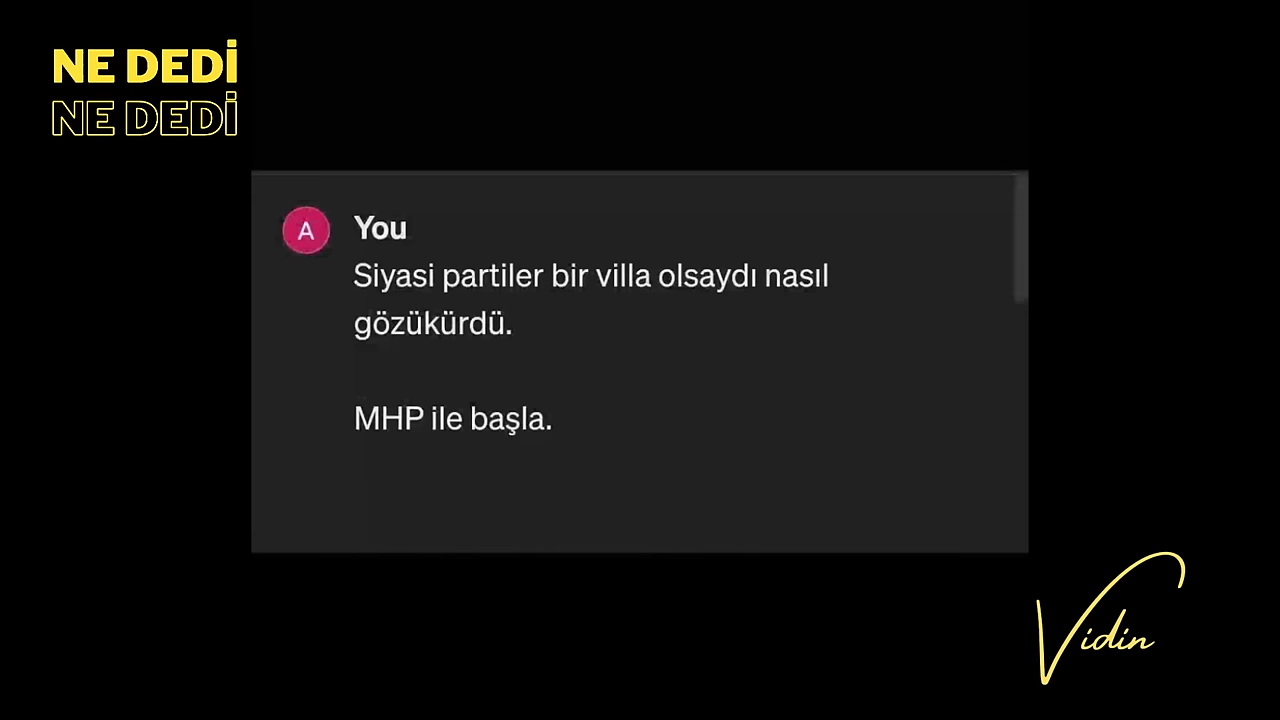 NE DEDİ
NE DEDİ
A
You
Siyasi partiler bir villa olsaydı nasıl
gözükürdü.
MHP ile başla.
Vidin